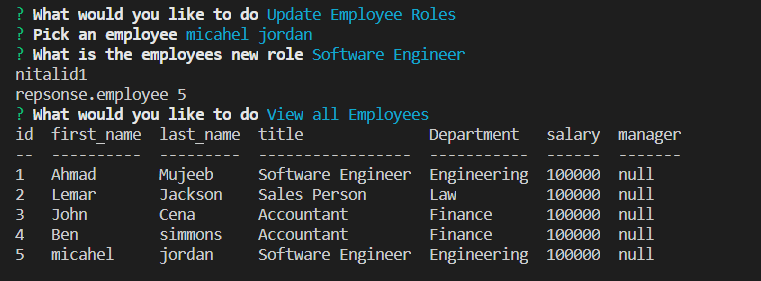 ? What would you like to do Update Employee Roles
? Pick an employee micahel jordan
? What is the employees new role Software Engineer
nitalid1
repsonse.employee 5
? What would you like to do View all Employees
id  first_name  last_name  title              Department   salary  manager
--  ----------  ---------  -----------------  -----------  ------  -------
1   Ahmad       Mujeeb     Software Engineer  Engineering  100000  null
2   Lemar       Jackson    Sales Person       Law          100000  null
3   John        Cena       Accountant         Finance      100000  null
4   Ben         simmons    Accountant         Finance      100000  null
5   micahel     jordan     Software Engineer  Engineering  100000  null